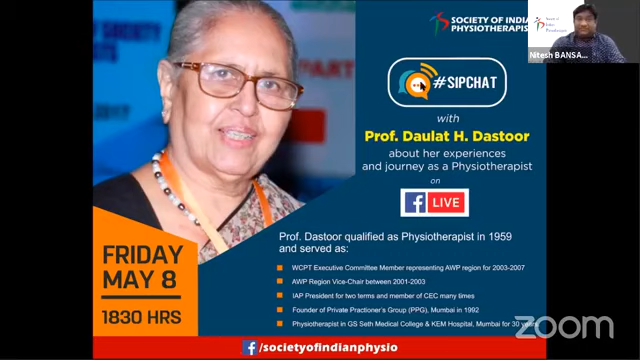 SOCIETY OF INDIAN
PHYSIOTHERAPISTS
Nitesh BANSA...
#SIPCHAT
with
Prof. Daulat H. Dastoor
about her experiences
and journey as a Physiotherapist
on
f LIVE
Prof. Dastoor qualified as Physiotherapist in 1959
and served as:
WCPT Executive Committee Member representing AWP region for 2003-2007
AWP Region Vice-Chair between 2001-2003
IAP President for two terms and member of CEC many times
Founder of Private Practioner's Group (PPG), Mumbai in 1992
Physiotherapist in GS Seth Medical College & KEM Hospital, Mumbai for 30 years
FRIDAY
MAY 8
1830 HRS
zoom
f /societyofindianphysio